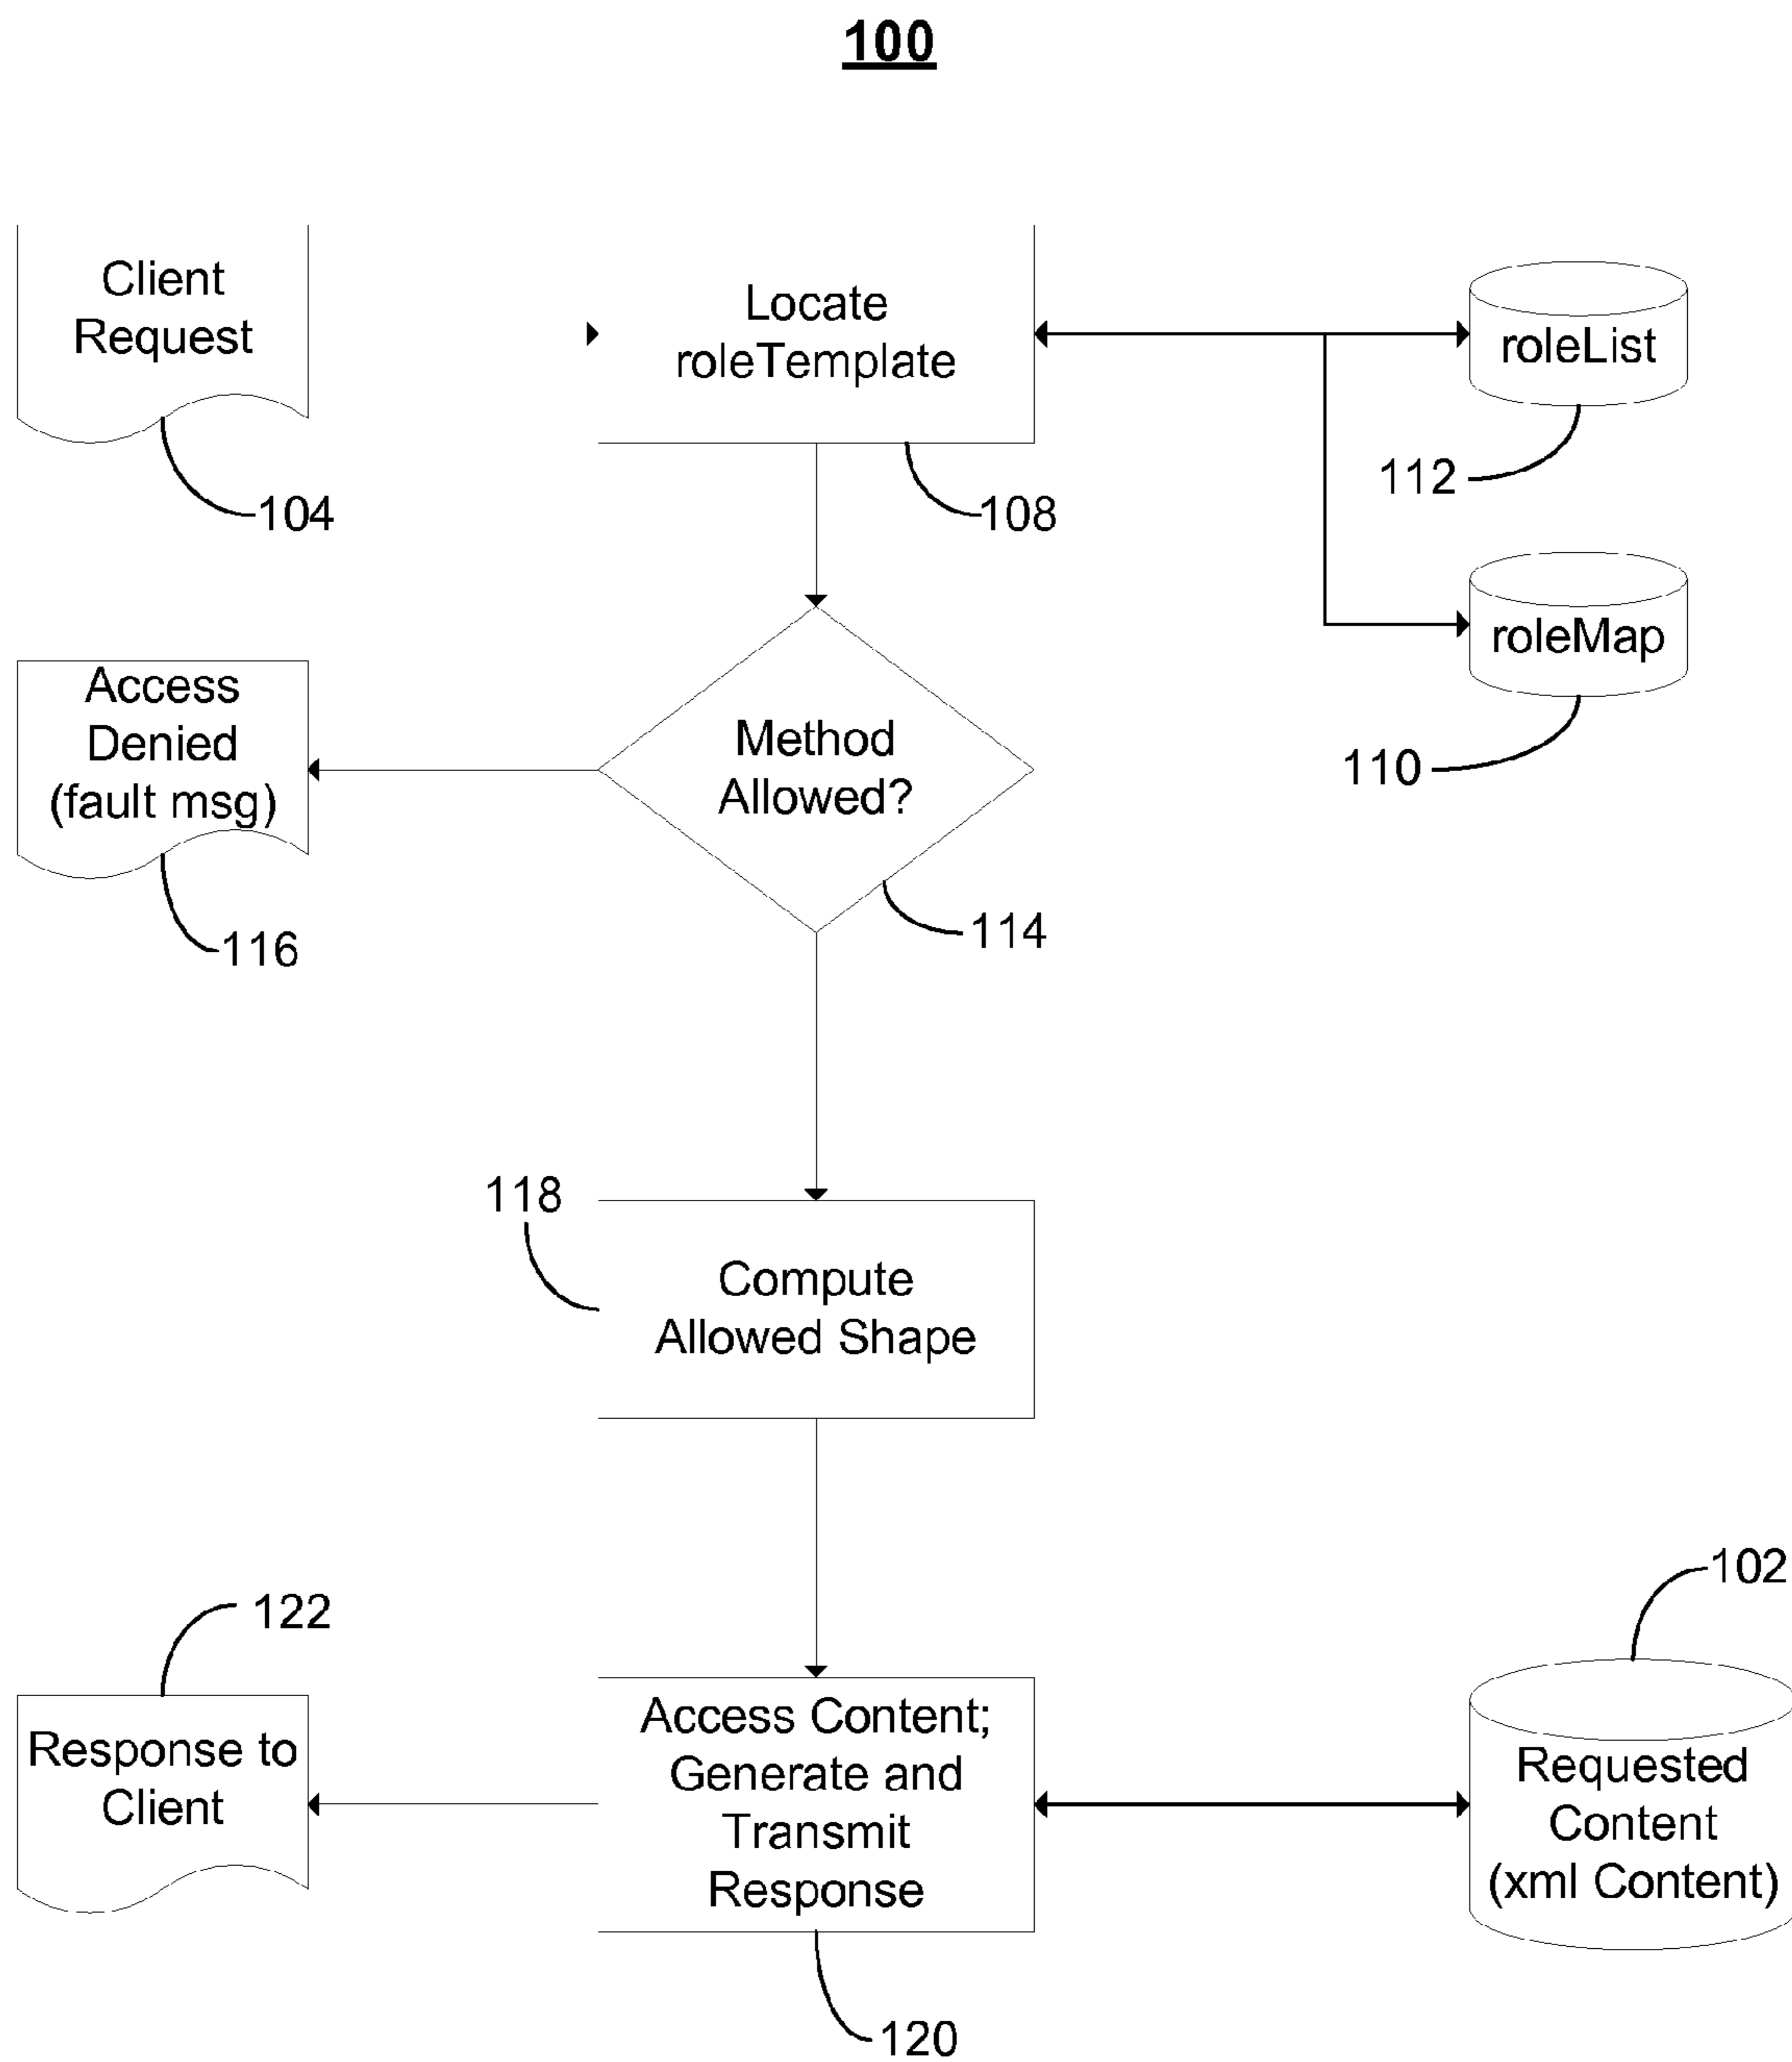 100
Client
Request
104
Locate
roleTemplate
108
roleList
112
roleMap
110
Access
Denied
(fault msg)
116
Method
Allowed?
114
118
Compute
Allowed Shape
122
Response to
Client
Access Content;
Generate and
Transmit
Response
120
102
Requested
Content
(xml Content)